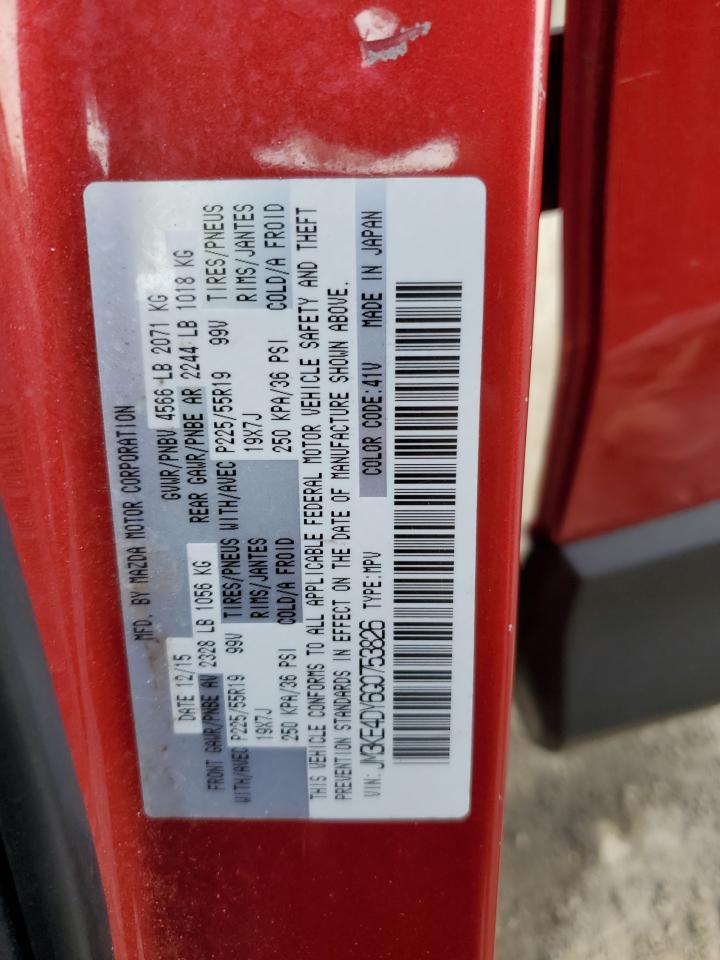 MFD. BY MAZDA MOTOR CORPORATION
DATE 12/15 GVWR/PNBV 4566 LB 2071 KG
FRONT GAWR/PNBE AV 2328 LB 1056 KG REAR GAWR/PNBE AR 2244 LB 1018 KG
WITH/AVEC P225/55R19 99V TIRES/PNEUS WITH/AVEC P225/55R19 99V TIRES/PNEUS
19X7J RIMS/JANTES 19X7J RIMS/JANTES
250 KPA/36 PSI COLD/A FROID 250 KPA/36 PSI COLD/A FROID
THIS VEHICLE CONFORMS TO ALL APPLICABLE FEDERAL MOTOR VEHICLE SAFETY AND THEFT
PREVENTION STANDARDS IN EFFECT ON THE DATE OF MANUFACTURE SHOWN ABOVE.
VIN: JM3KE4DY6G0753826 TYPE:MPV COLOR CODE:41V MADE IN JAPAN